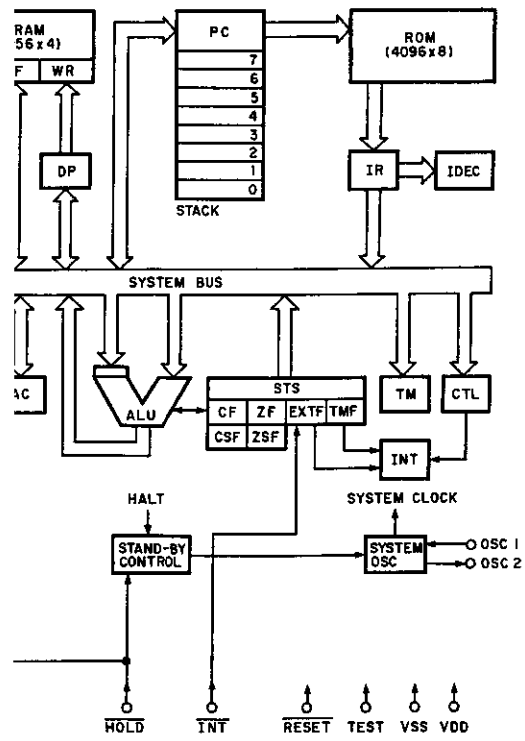 RAM
56x4)
F WR
PC
ROM
(4096x8)
7
6
5
4
3
2
1
0
DP
IR
IDEC
STACK
SYSTEM BUS
AC
ALU
STS
CF ZF EXTF TMF
CSF ZSF
TM
CTL
INT
HALT
SYSTEM CLOCK
STAND-BY
CONTROL
SYSTEM
OSC
OSC 1
OSC 2
HOLD
INT
RESET
TEST
VSS
VDD